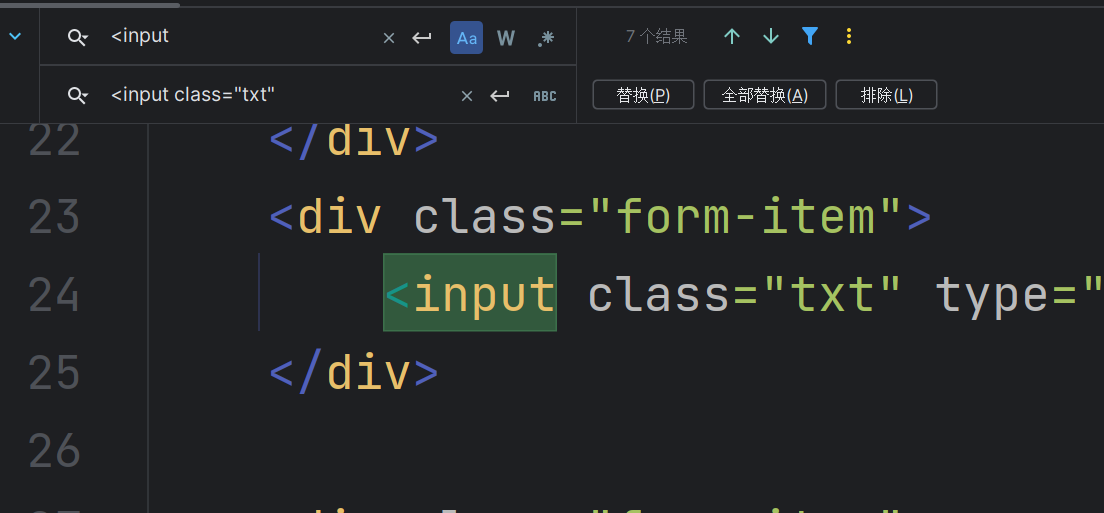 <input Aa W .* 7 个结果
<input class="txt" ABC 替换(P) 全部替换(A) 排除(L)
22 </div>
23 <div class="form-item">
24 <input class="txt" type="
25 </div>
26